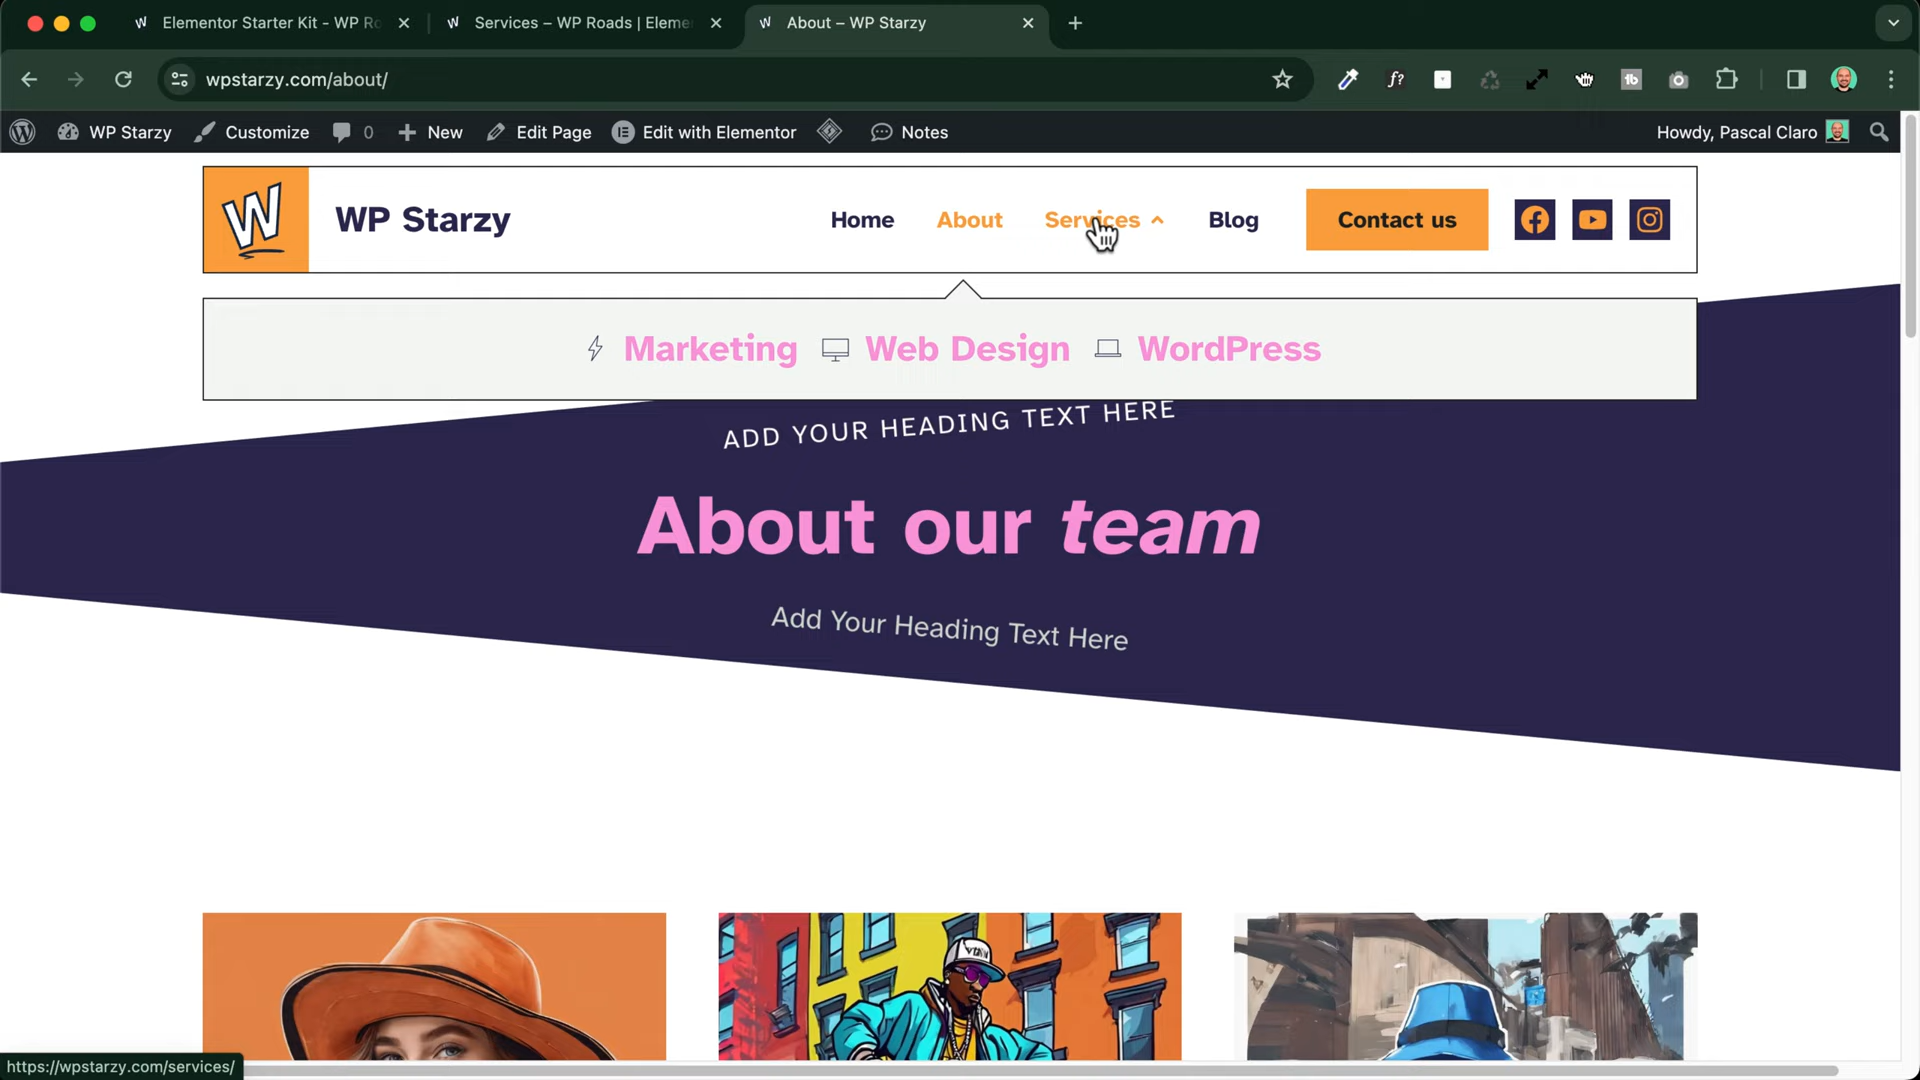 Elementor Starter Kit - WP Ro
Services – WP Roads | Eleme
About – WP Starzy
wpstarzy.com/about/
WP Starzy
Customize
0
New
Edit Page
Edit with Elementor
Notes
Howdy, Pascal Claro
W
WP Starzy
Home
About
Services
Blog
Contact us
Marketing
Web Design
WordPress
ADD YOUR HEADING TEXT HERE
About our team
Add Your Heading Text Here
https://wpstarzy.com/services/